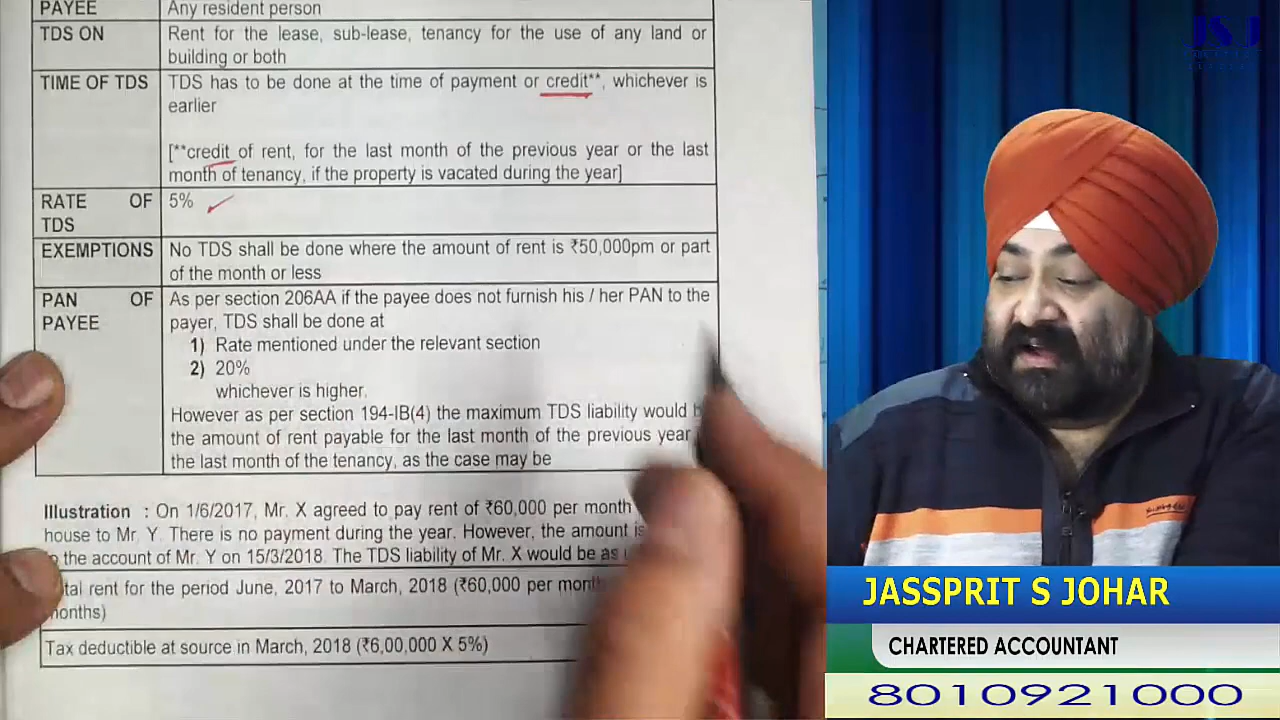 PAYEE
Any resident person
TDS ON
Rent for the lease, sub-lease, tenancy for the use of any land or
building or both
TIME OF TDS
TDS has to be done at the time of payment or credit**, whichever is
earlier
[**credit of rent, for the last month of the previous year or the last
month of tenancy, if the property is vacated during the year]
RATE OF
TDS
5%
EXEMPTIONS
No TDS shall be done where the amount of rent is ₹50,000pm or part
of the month or less
PAN OF
PAYEE
As per section 206AA if the payee does not furnish his / her PAN to the
payer, TDS shall be done at
1) Rate mentioned under the relevant section
2) 20%
whichever is higher.
However as per section 194-IB(4) the maximum TDS liability would
the amount of rent payable for the last month of the previous year
the last month of the tenancy, as the case may be
Illustration : On 1/6/2017, Mr. X agreed to pay rent of ₹60,000 per month
house to Mr. Y. There is no payment during the year. However, the amount is
the account of Mr. Y on 15/3/2018. The TDS liability of Mr. X would be as
rent for the period June, 2017 to March, 2018 (₹60,000 per month
months)
Tax deductible at source in March, 2018 (₹6,00,000 X 5%)
JSJ
JASSPRIT S JOHAR
CHARTERED ACCOUNTANT
8010921000